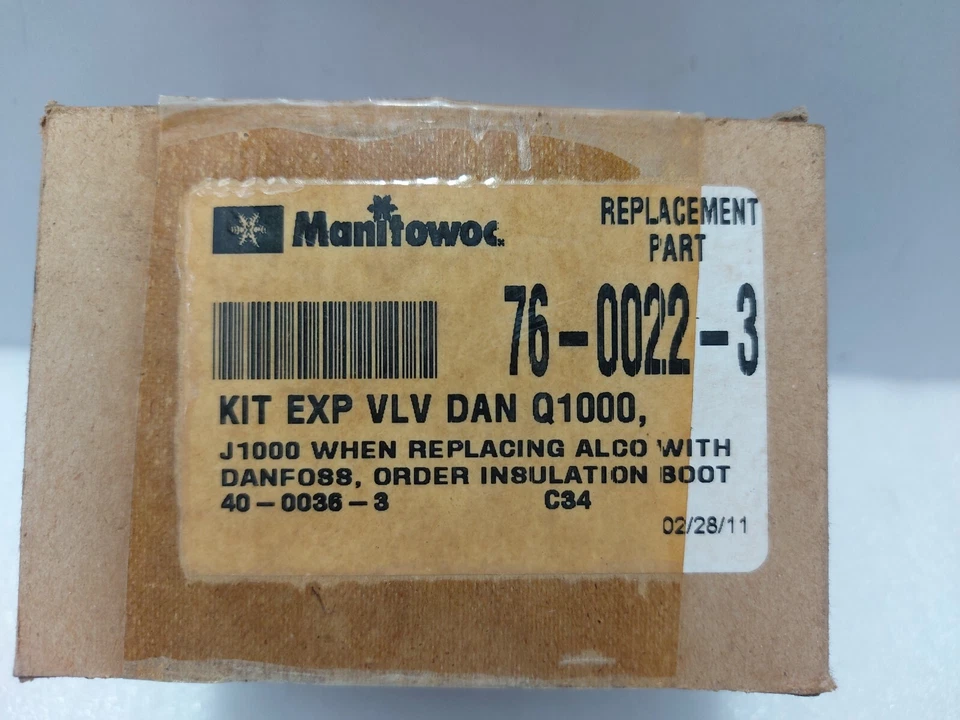 Manitowoc
REPLACEMENT
PART
76-0022-3
KIT EXP VLV DAN Q1000,
J1000 WHEN REPLACING ALCO WITH
DANFOSS, ORDER INSULATION BOOT
40-0036-3 C34
02/28/11